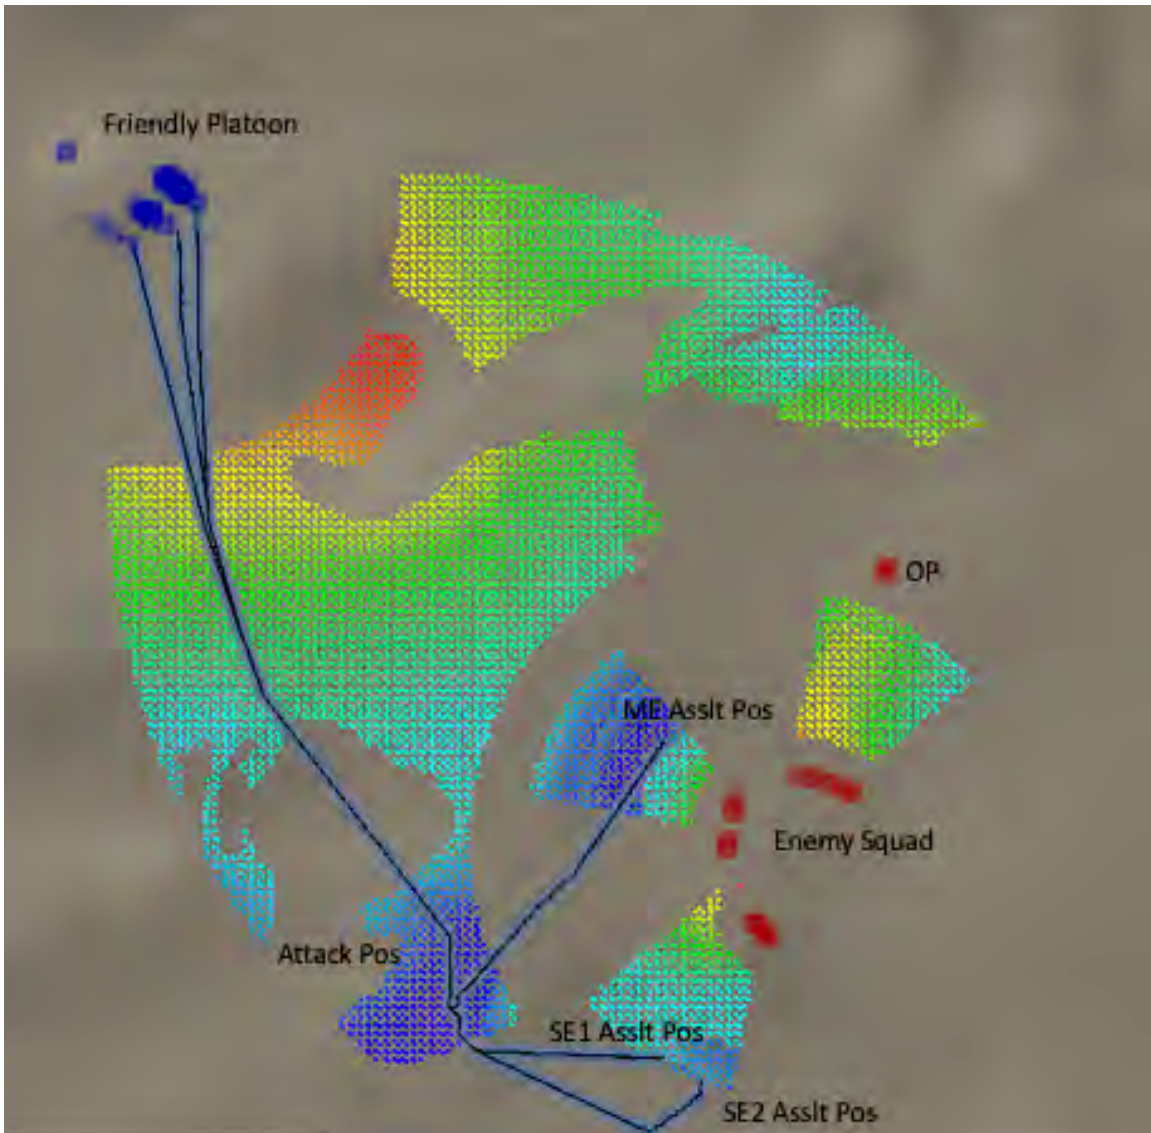 Friendly Platoon
OP
ME Asslt Pos
Enemy Squad
Attack Pos
SE1 Asslt Pos
SE2 Asslt Pos